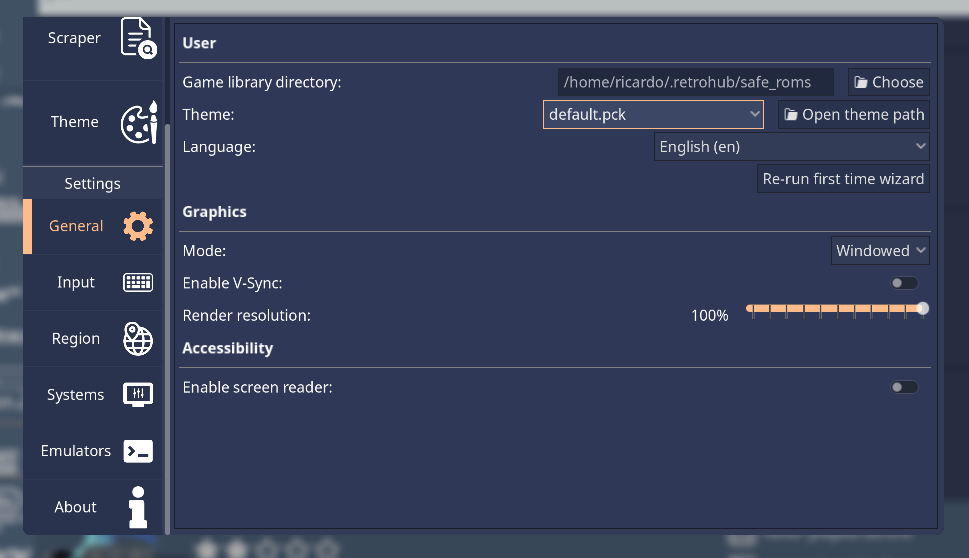 Scraper
Theme
Settings
General
Input
Region
Systems
Emulators
About
User
Game library directory: /home/ricardo/.retrohub/safe_roms Choose
Theme: default.pck Open theme path
Language: English (en)
Re-run first time wizard
Graphics
Mode: Windowed
Enable V-Sync:
Render resolution: 100%
Accessibility
Enable screen reader: